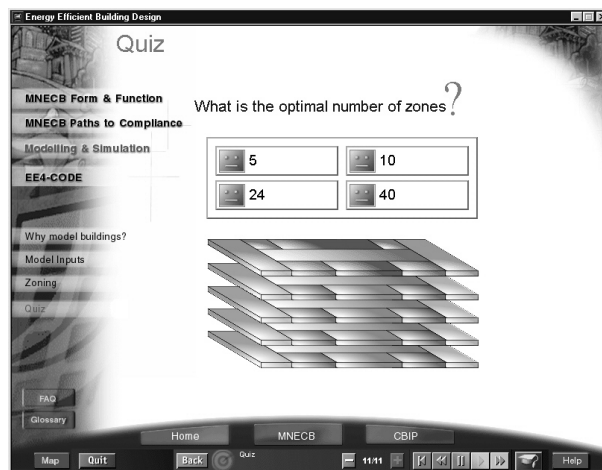 Energy Efficient Building Design
Quiz
MNECB Form & Function
MNECB Paths to Compliance
Modelling & Simulation
EE4-CODE
What is the optimal number of zones?
5
10
24
40
Why model buildings?
Model Inputs
Zoning
Quiz
FAQ
Glossary
Home
MNECB
CBIP
Map
Quit
Back
Quiz
11/11
Help